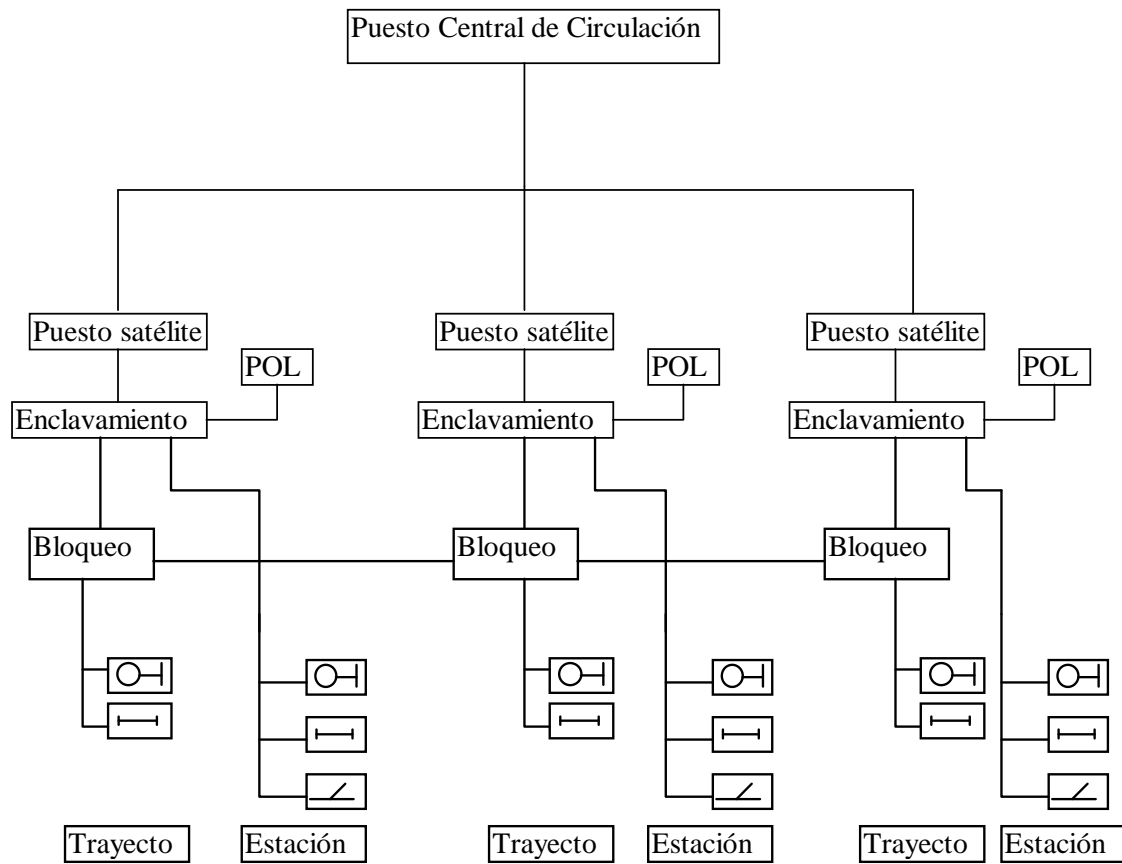 Puesto Central de Circulación
Puesto satélite
Puesto satélite
Puesto satélite
POL
POL
POL
Enclavamiento
Enclavamiento
Enclavamiento
Bloqueo
Bloqueo
Bloqueo
Trayecto
Estación
Trayecto
Estación
Trayecto
Estación